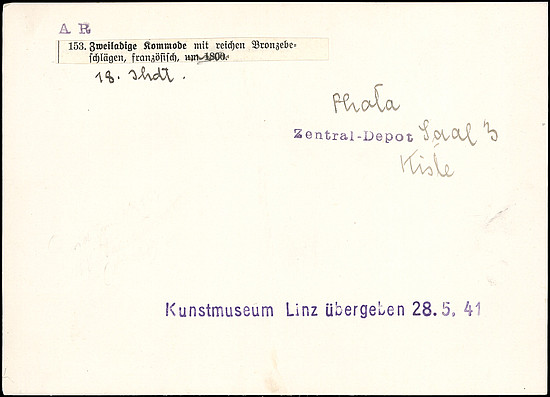 A R
153. Zweiladige Kommode mit reichen Bronzebe-
schlägen, französisch, um 1800.
18. Jhdt.
Photo
Zentral-Depot Saal 3
Kiste
Kunstmuseum Linz übergeben 28. 5. 41